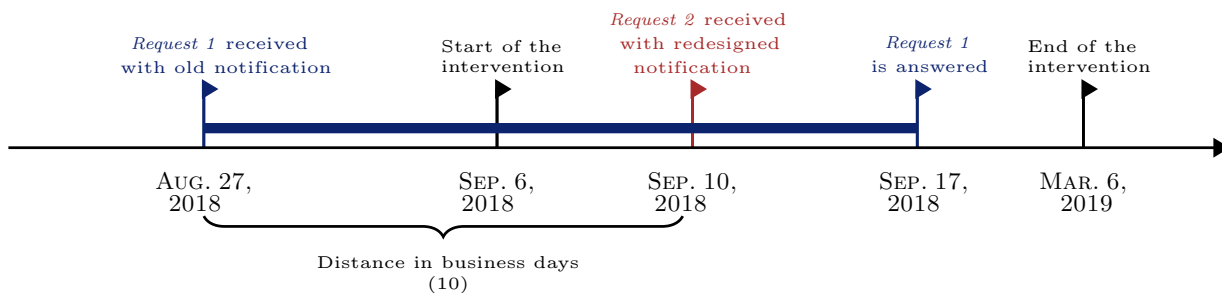 Request 1 received
with old notification
Start of the
intervention
Request 2 received
with redesigned
notification
Request 1
is answered
End of the
intervention
Aug. 27,
2018
Sep. 6,
2018
Sep. 10,
2018
Sep. 17,
2018
Mar. 6,
2019
Distance in business days
(10)